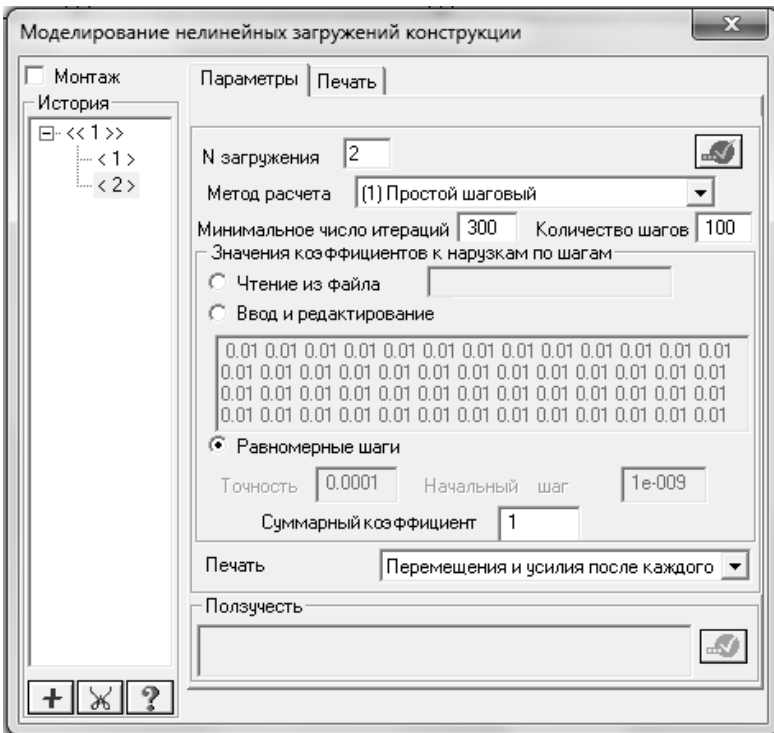 Моделирование нелинейных загружений конструкции
Монтаж
История
<< 1 >>
< 1 >
< 2 >
Параметры Печать
N загружения 2
Метод расчета (1) Простой шаговый
Минимальное число итераций 300 Количество шагов 100
Значения коэффициентов к нарузкам по шагам
Чтение из файла
Ввод и редактирование
0.01 0.01 0.01 0.01 0.01 0.01 0.01 0.01 0.01 0.01 0.01 0.01 0.01
0.01 0.01 0.01 0.01 0.01 0.01 0.01 0.01 0.01 0.01 0.01 0.01 0.01
0.01 0.01 0.01 0.01 0.01 0.01 0.01 0.01 0.01 0.01 0.01 0.01 0.01
0.01 0.01 0.01 0.01 0.01 0.01 0.01 0.01 0.01 0.01 0.01 0.01 0.01
Равномерные шаги
Точность 0.0001 Начальный шаг 1e-009
Суммарный коэффициент 1
Печать Перемещения и усилия после каждого
Ползучесть